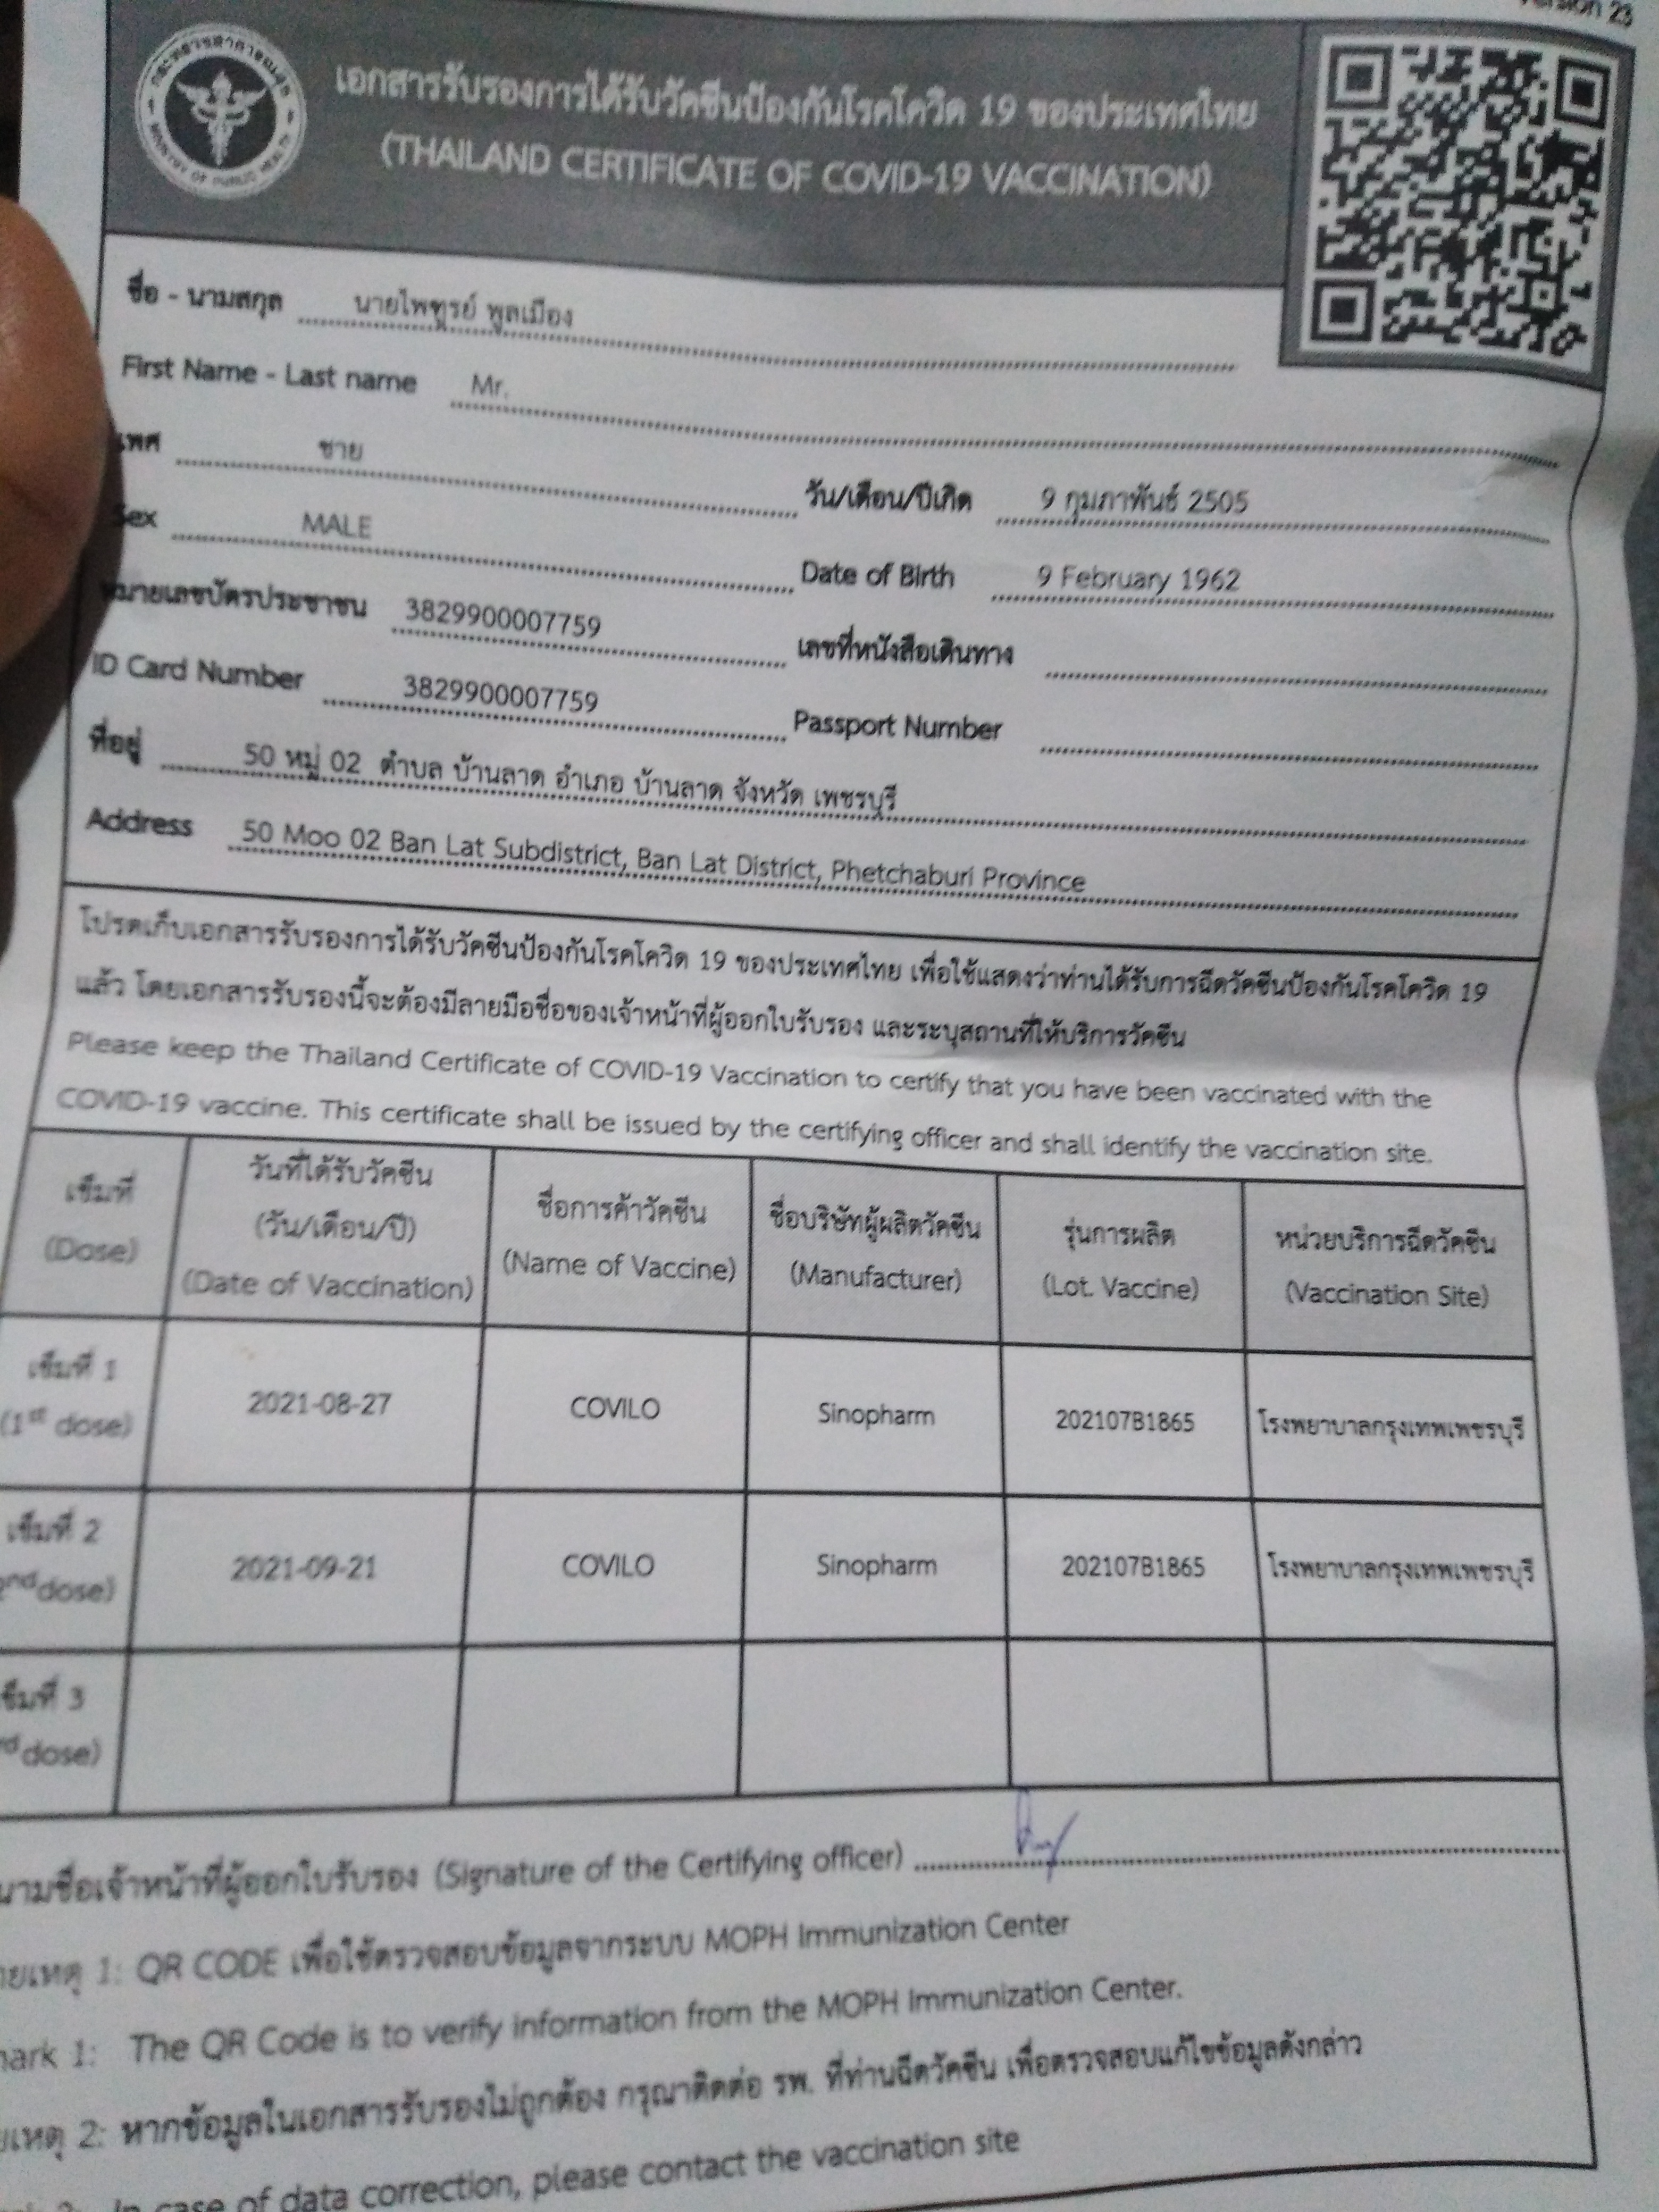 Version 23
กระทรวงสาธารณสุข
MINISTRY OF PUBLIC HEALTH
เอกสารรับรองการได้รับวัคซีนป้องกันโรคโควิด 19 ของประเทศไทย
(THAILAND CERTIFICATE OF COVID-19 VACCINATION)
ชื่อ - นามสกุล นายไพฑูรย์ พูลเมือง
First Name - Last name Mr.
เพศ ชาย วัน/เดือน/ปีเกิด 9 กุมภาพันธ์ 2505
Sex MALE Date of Birth 9 February 1962
หมายเลขบัตรประชาชน 3829900007759 เลขที่หนังสือเดินทาง
ID Card Number 3829900007759 Passport Number
ที่อยู่ 50 หมู่ 02 ตำบล บ้านลาด อำเภอ บ้านลาด จังหวัด เพชรบุรี
Address 50 Moo 02 Ban Lat Subdistrict, Ban Lat District, Phetchaburi Province
โปรดเก็บเอกสารรับรองการได้รับวัคซีนป้องกันโรคโควิด 19 ของประเทศไทย เพื่อใช้แสดงว่าท่านได้รับการฉีดวัคซีนป้องกันโรคโควิด 19
แล้ว โดยเอกสารรับรองนี้จะต้องมีลายมือชื่อของเจ้าหน้าที่ผู้ออกใบรับรอง และระบุสถานที่ให้บริการวัคซีน
Please keep the Thailand Certificate of COVID-19 Vaccination to certify that you have been vaccinated with the
COVID-19 vaccine. This certificate shall be issued by the certifying officer and shall identify the vaccination site.
เข็มที่ (Dose) วันที่ได้รับวัคซีน (วัน/เดือน/ปี) (Date of Vaccination) ชื่อการค้าวัคซีน (Name of Vaccine) ชื่อบริษัทผู้ผลิตวัคซีน (Manufacturer) รุ่นการผลิต (Lot. Vaccine) หน่วยบริการฉีดวัคซีน (Vaccination Site)
เข็มที่ 1 (1st dose) 2021-08-27 COVILO Sinopharm 202107B1865 โรงพยาบาลกรุงเทพเพชรบุรี
เข็มที่ 2 2nd dose) 2021-09-21 COVILO Sinopharm 202107B1865 โรงพยาบาลกรุงเทพเพชรบุรี
เข็มที่ 3 rd dose)
นามชื่อเจ้าหน้าที่ผู้ออกใบรับรอง (Signature of the Certifying officer)
ายเหตุ 1: QR CODE เพื่อใช้ตรวจสอบข้อมูลจากระบบ MOPH Immunization Center
mark 1: The QR Code is to verify information from the MOPH Immunization Center.
ยเหตุ 2: หากข้อมูลในเอกสารรับรองไม่ถูกต้อง กรุณาติดต่อ รพ. ที่ท่านฉีดวัคซีน เพื่อตรวจสอบแก้ไขข้อมูลดังกล่าว
In case of data correction, please contact the vaccination site